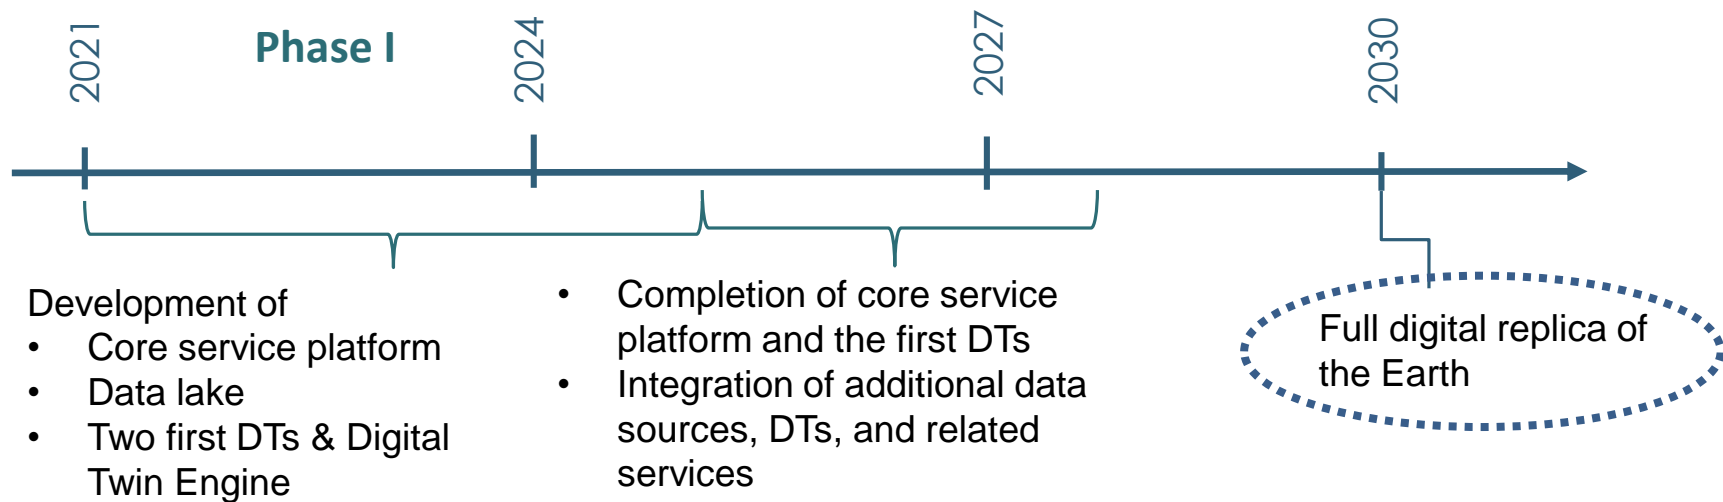 2021
Phase I
2024
2027
2030
Development of
• Core service platform
• Data lake
• Two first DTs & Digital
Twin Engine
• Completion of core service
platform and the first DTs
• Integration of additional data
sources, DTs, and related
services
Full digital replica of
the Earth